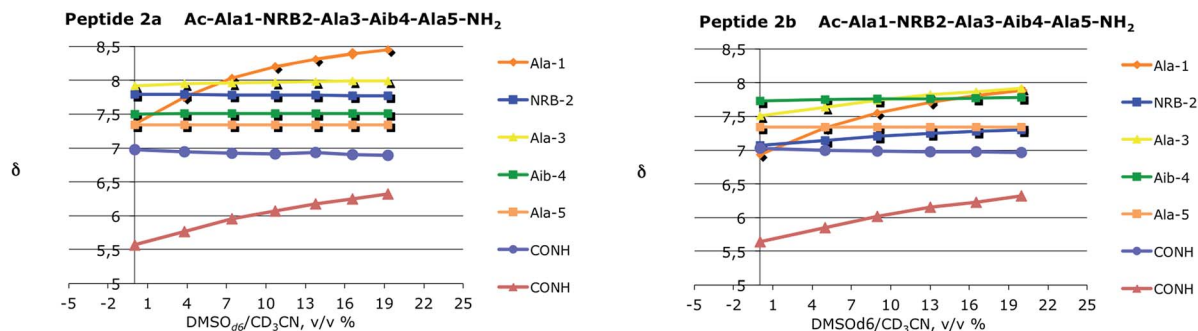 Peptide 2a Ac-Ala1-NRB2-Ala3-Aib4-Ala5-NH2
8,5
8
7,5
7
6,5
6
5,5
5
δ
-5 -2 1 4 7 10 13 16 19 22 25
DMSOd6/CD3CN, v/v %
Ala-1
NRB-2
Ala-3
Aib-4
Ala-5
CONH
CONH
Peptide 2b Ac-Ala1-NRB2-Ala3-Aib4-Ala5-NH2
8,5
8
7,5
7
6,5
6
5,5
5
δ
-5 -2 1 4 7 10 13 16 19 22 25
DMSOd6/CD3CN, v/v %
Ala-1
NRB-2
Ala-3
Aib-4
Ala-5
CONH
CONH